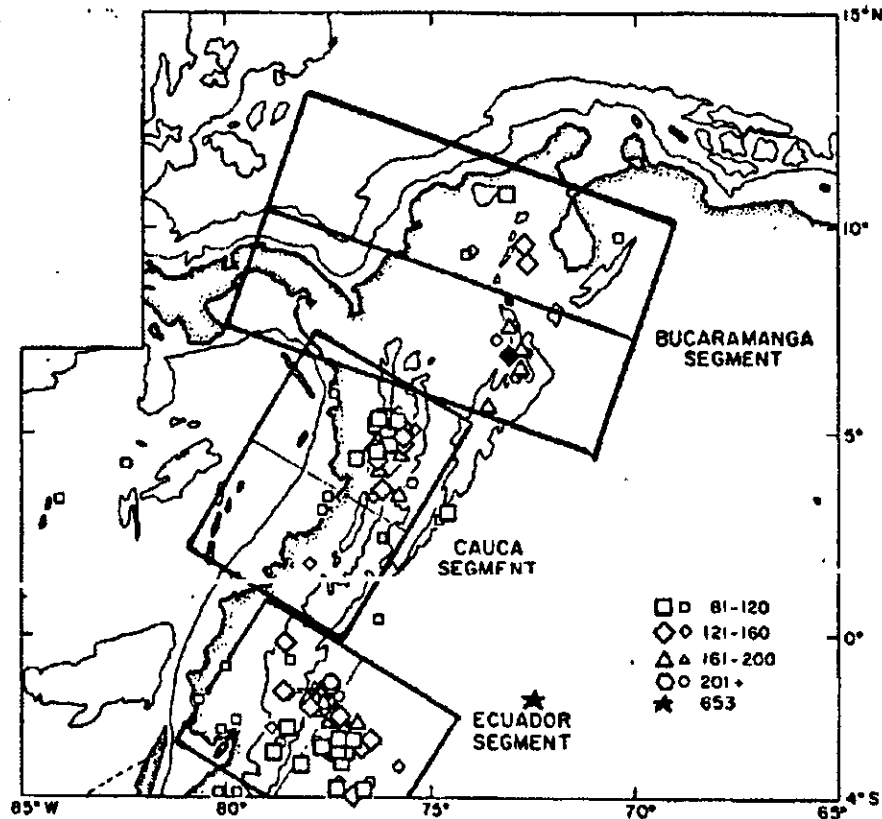 15°N
10°
BUCARAMANGA
SEGMENT
5°
CAUCA
SEGMENT
81-120
121-160
0°
161-200
201+
653
ECUADOR
SEGMENT
4°S
85°W
80°
75°
70°
65°